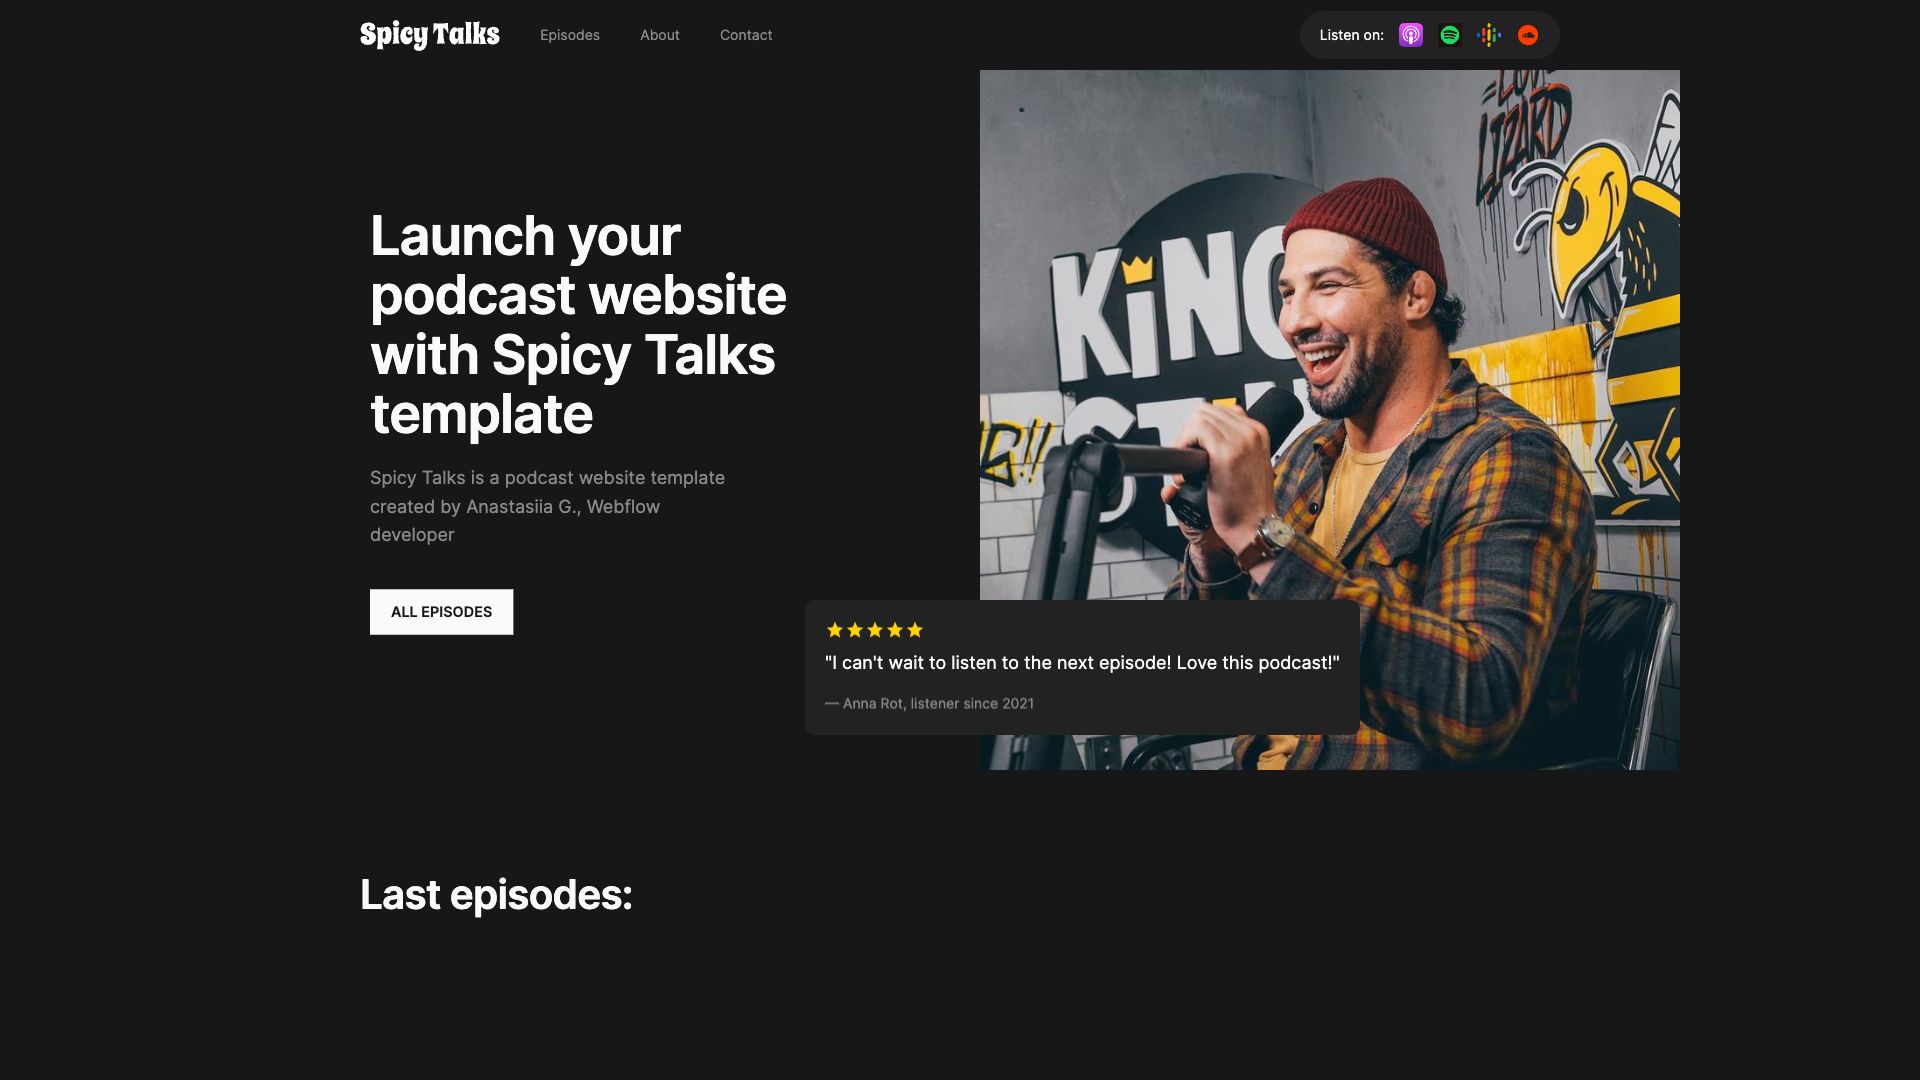 Spicy Talks
Episodes
About
Contact
Listen on:
Launch your
podcast website
with Spicy Talks
template
Spicy Talks is a podcast website template
created by Anastasiia G., Webflow
developer
ALL EPISODES
LIZARD
KiNG
"I can't wait to listen to the next episode! Love this podcast!"
— Anna Rot, listener since 2021
Last episodes: